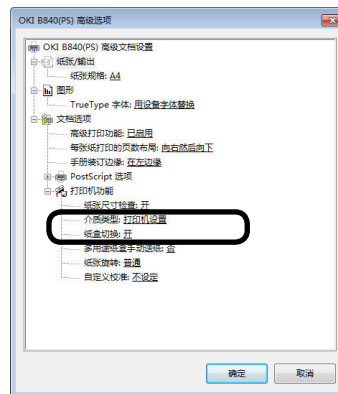 OKI B840(PS) 高级选项
OKI B840(PS) 高级文档设置
纸张/输出
纸张规格: A4
图形
TrueType 字体: 用设备字体替换
文档选项
高级打印功能: 已启用
每张纸打印的页数布局: 向右然后向下
手册装订边缘: 在左边缘
PostScript 选项
打印机功能
纸张尺寸检查: 开
介质类型: 打印机设置
纸盒切换: 开
多用途纸盒手动送纸: 否
纸张旋转: 普通
自定义校准: 不设定
确定
取消